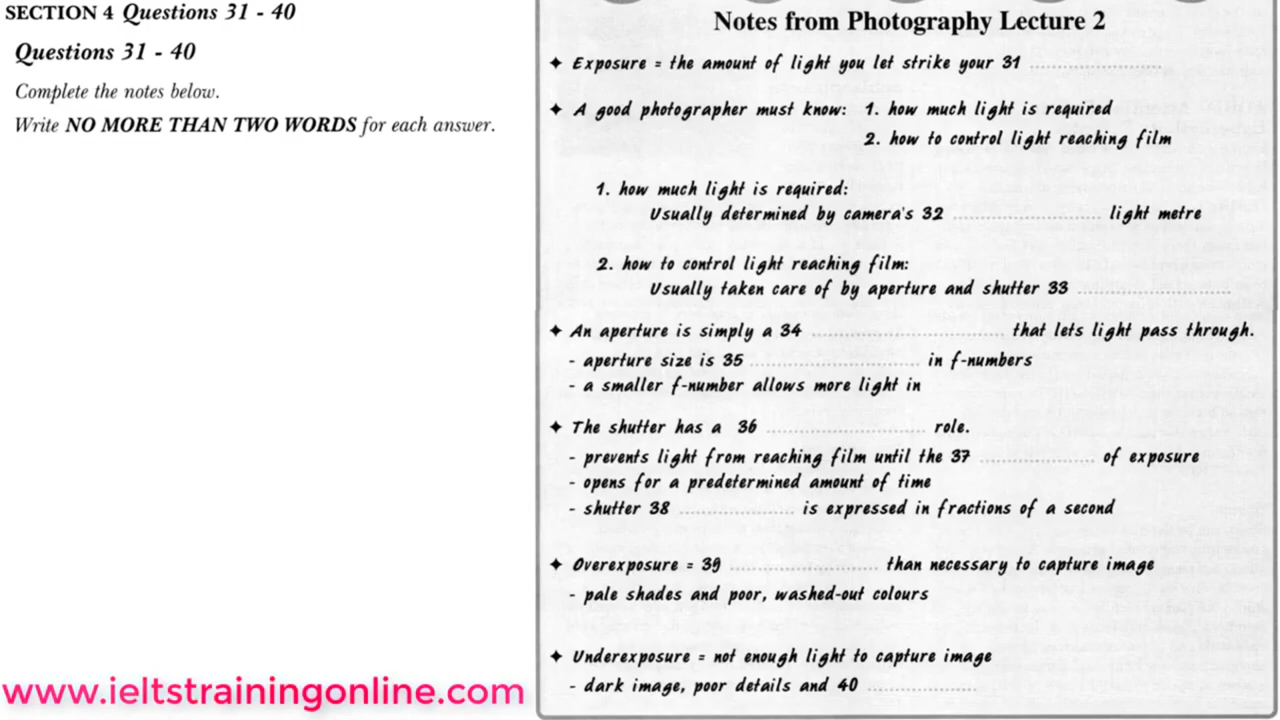 SECTION 4 Questions 31 - 40
Questions 31 - 40
Complete the notes below.
Write NO MORE THAN TWO WORDS for each answer.
Notes from Photography Lecture 2
✦ Exposure = the amount of light you let strike your 31 ....................
✦ A good photographer must know: 1. how much light is required
2. how to control light reaching film
1. how much light is required:
Usually determined by camera's 32 .................... light metre
2. how to control light reaching film:
Usually taken care of by aperture and shutter 33 ....................
✦ An aperture is simply a 34 .................... that lets light pass through.
- aperture size is 35 .................... in f-numbers
- a smaller f-number allows more light in
✦ The shutter has a 36 .................... role.
- prevents light from reaching film until the 37 .................... of exposure
- opens for a predetermined amount of time
- shutter 38 .................... is expressed in fractions of a second
✦ Overexposure = 39 .................... than necessary to capture image
- pale shades and poor, washed-out colours
✦ Underexposure = not enough light to capture image
- dark image, poor details and 40 ....................
www.ieltstrainingonline.com